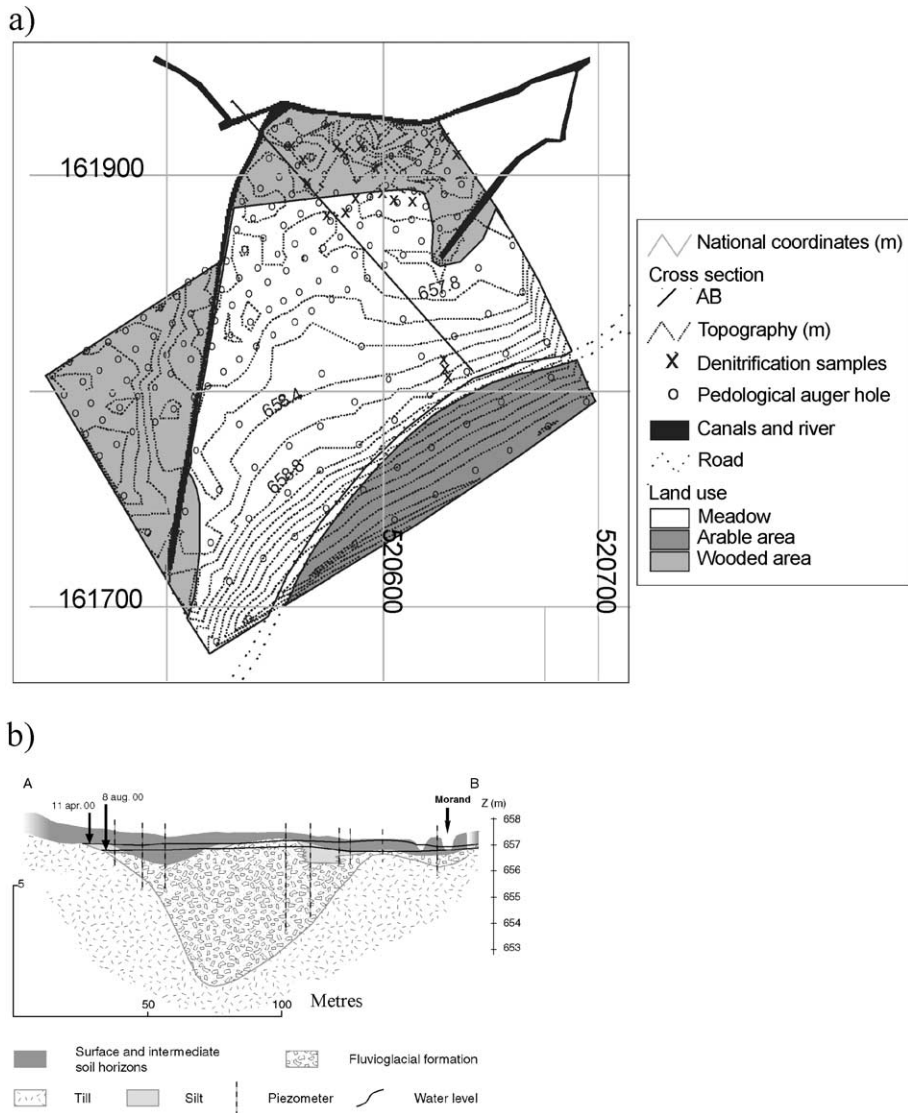 a)
161900
657.8
658.4
658.8
161700
520600
520700
National coordinates (m)
Cross section
AB
Topography (m)
X Denitrification samples
o Pedological auger hole
Canals and river
Road
Land use
Meadow
Arable area
Wooded area
b)
A
B
11 apr. 00
8 aug. 00
Morand
Z (m)
658
657
656
655
654
653
5
50
100
Metres
Surface and intermediate
soil horizons
Fluvioglacial formation
Till
Silt
Piezometer
Water level